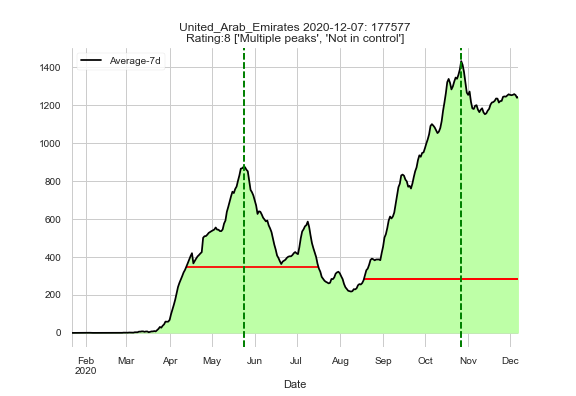 United_Arab_Emirates 2020-12-07: 177577
Rating:8 ['Multiple peaks', 'Not in control']
Average-7d
1400
1200
1000
800
600
400
200
0
Feb Mar Apr May Jun Jul Aug Sep Oct Nov Dec
2020
Date